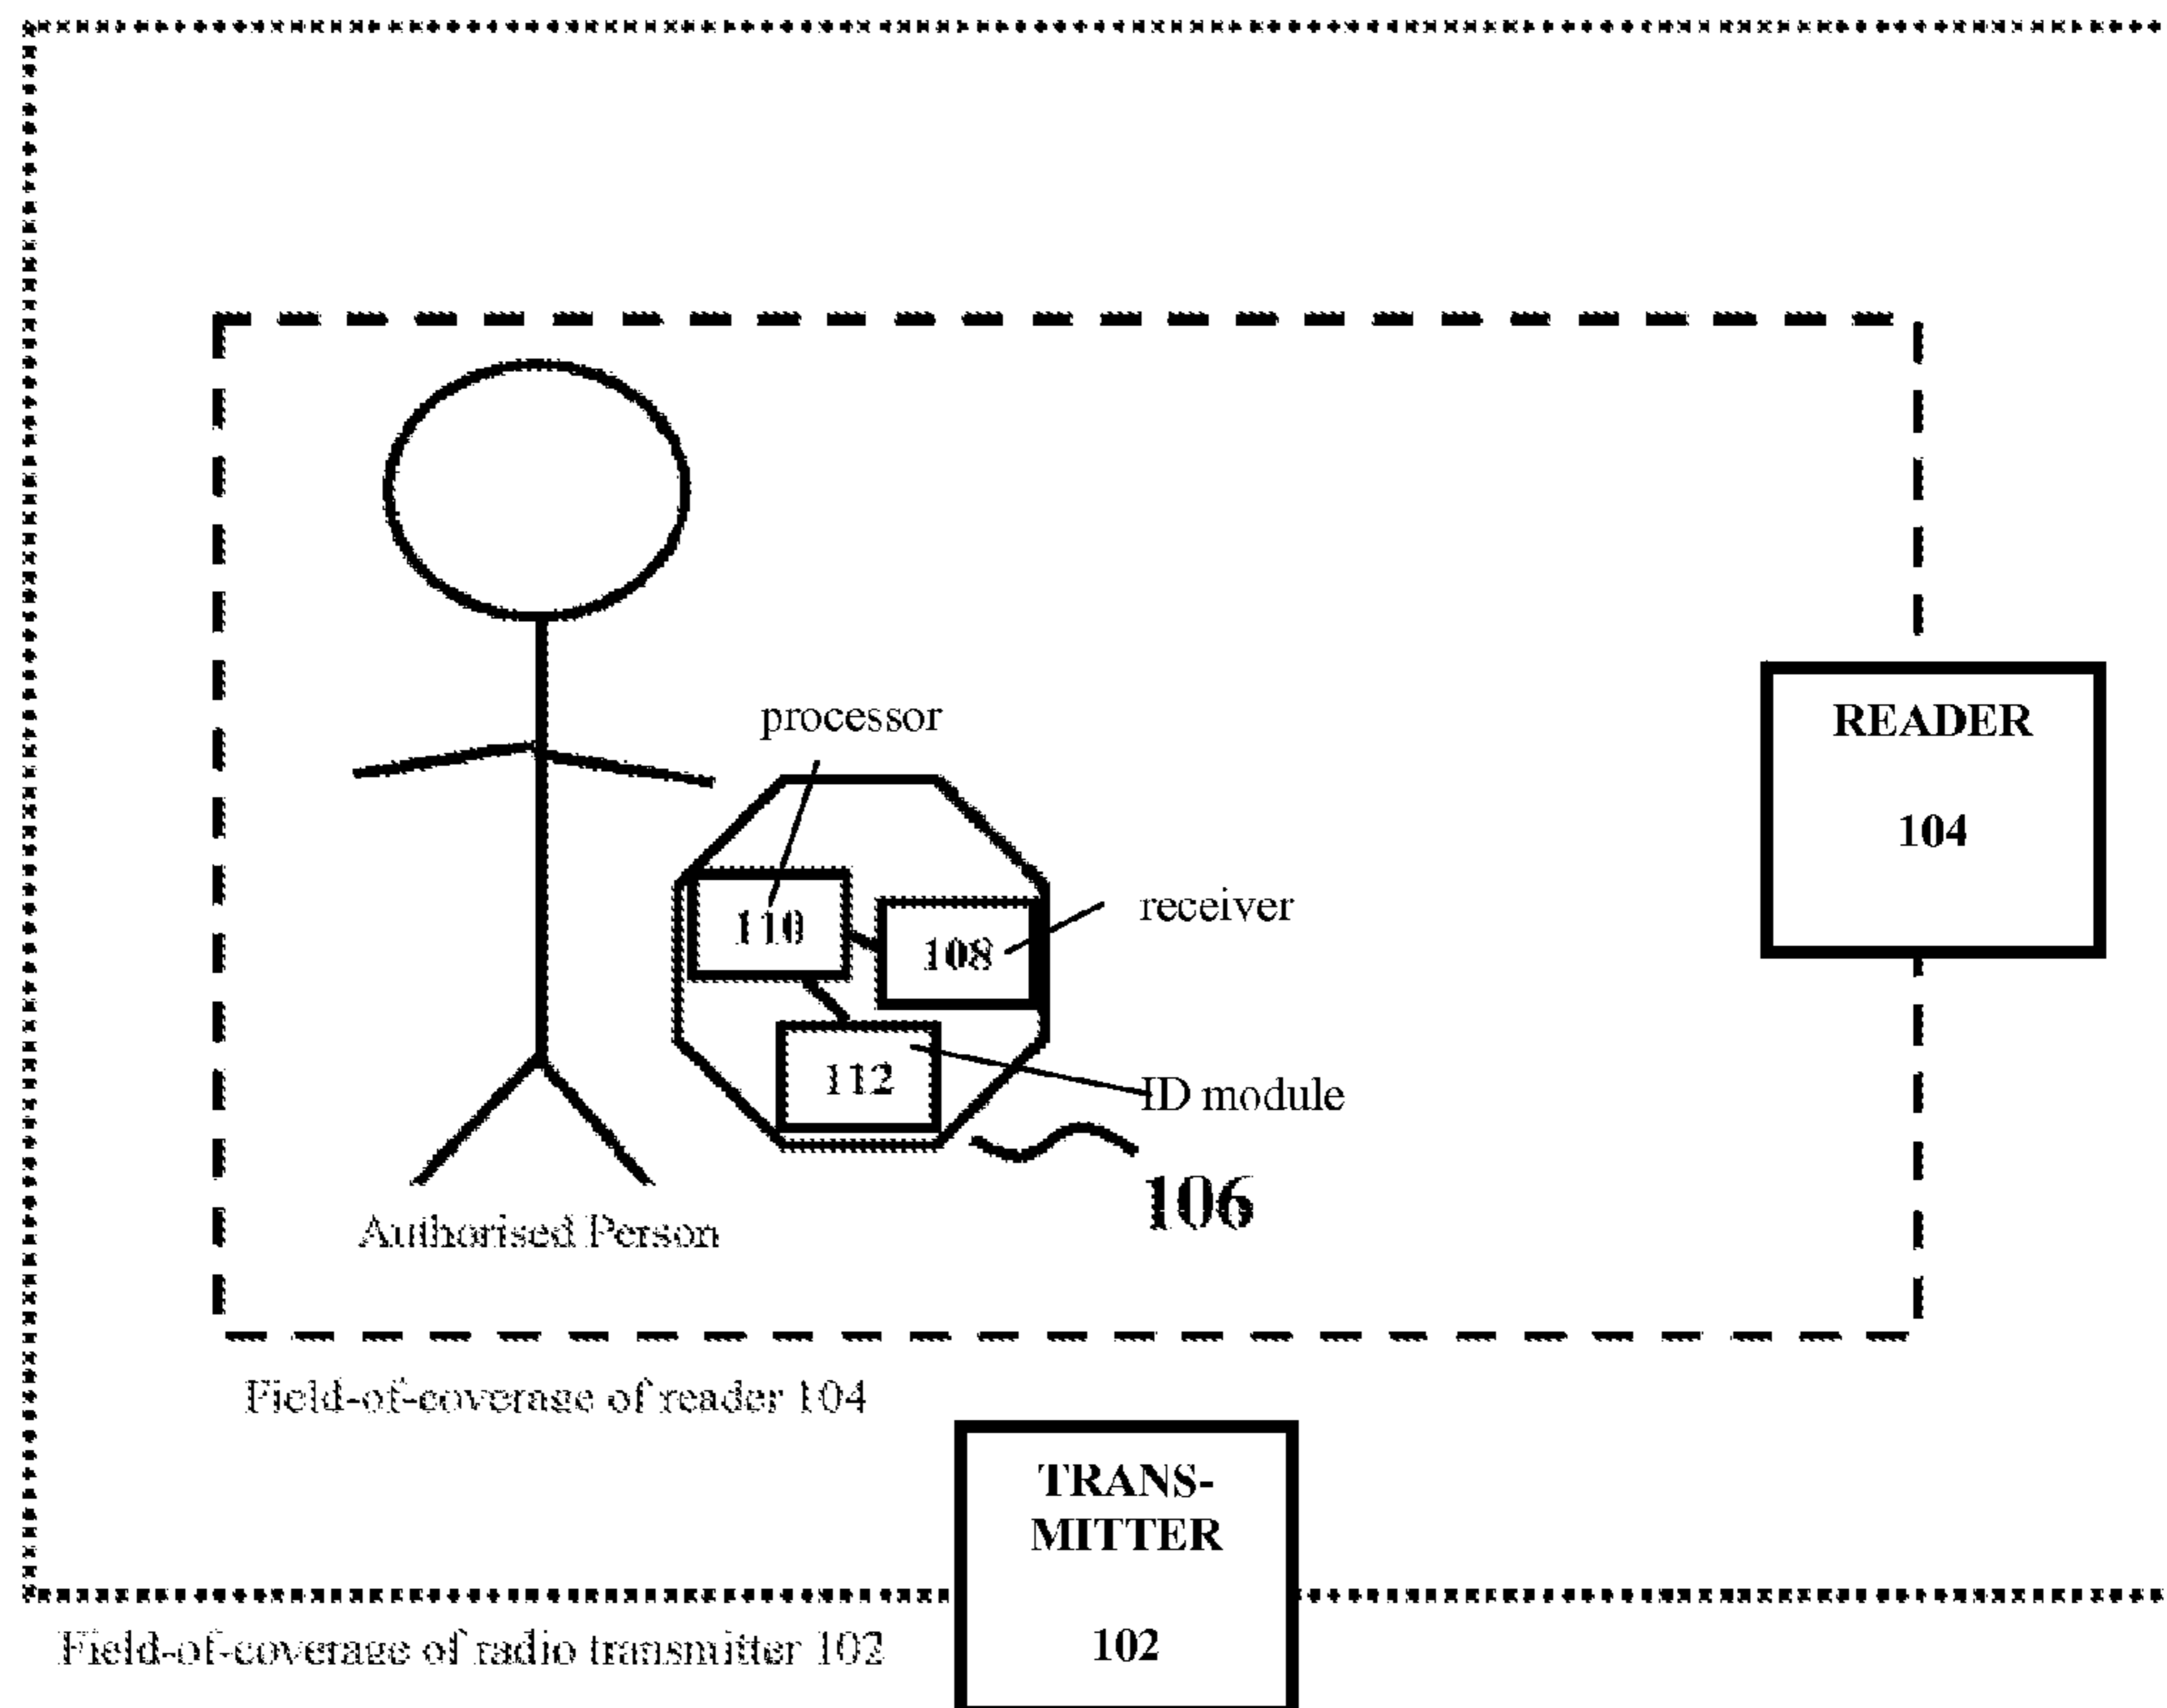 processor
READER
104
110
receiver
108
112
ID module
106
Authorised Person
Field-of-coverage of reader 104
TRANS-
MITTER
102
Field-of-coverage of radio transmitter 102